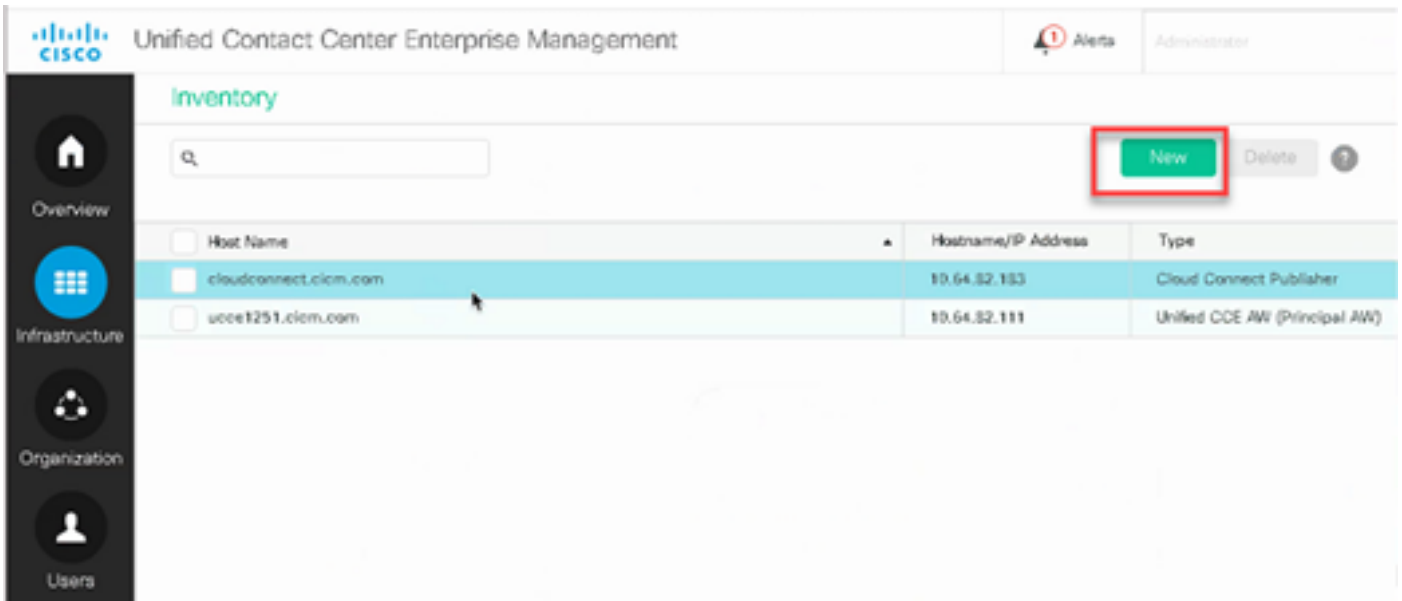 CISCO Unified Contact Center Enterprise Management 1 Alerts Administrator
Inventory
New Delete ?
Overview
Host Name Hostname/IP Address Type
cloudconnect.cicm.com 10.64.82.183 Cloud Connect Publisher
ucce1251.cicm.com 10.64.82.111 Unified CCE AW (Principal AW)
Infrastructure
Organization
Users